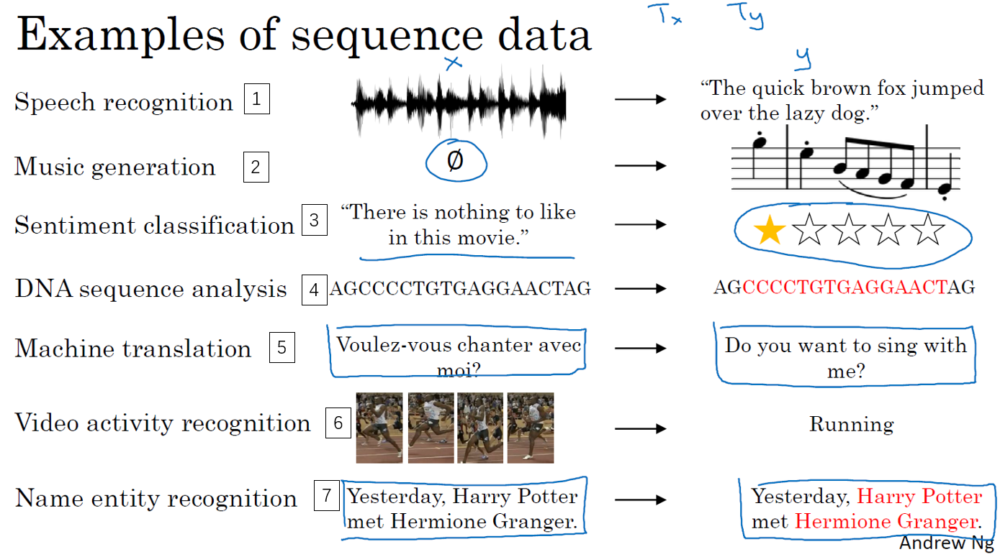 Examples of sequence data
Tx Ty
x y
Speech recognition 1 “The quick brown fox jumped
over the lazy dog.”
Music generation 2 Ø
Sentiment classification 3 “There is nothing to like
in this movie.”
DNA sequence analysis 4 AGCCCCTGTGAGGAACTAG AGCCCCTGTGAGGAACTAG
Machine translation 5 Voulez-vous chanter avec
moi?
Do you want to sing with
me?
Video activity recognition 6 Running
Name entity recognition 7 Yesterday, Harry Potter
met Hermione Granger.
Yesterday, Harry Potter
met Hermione Granger.
Andrew Ng